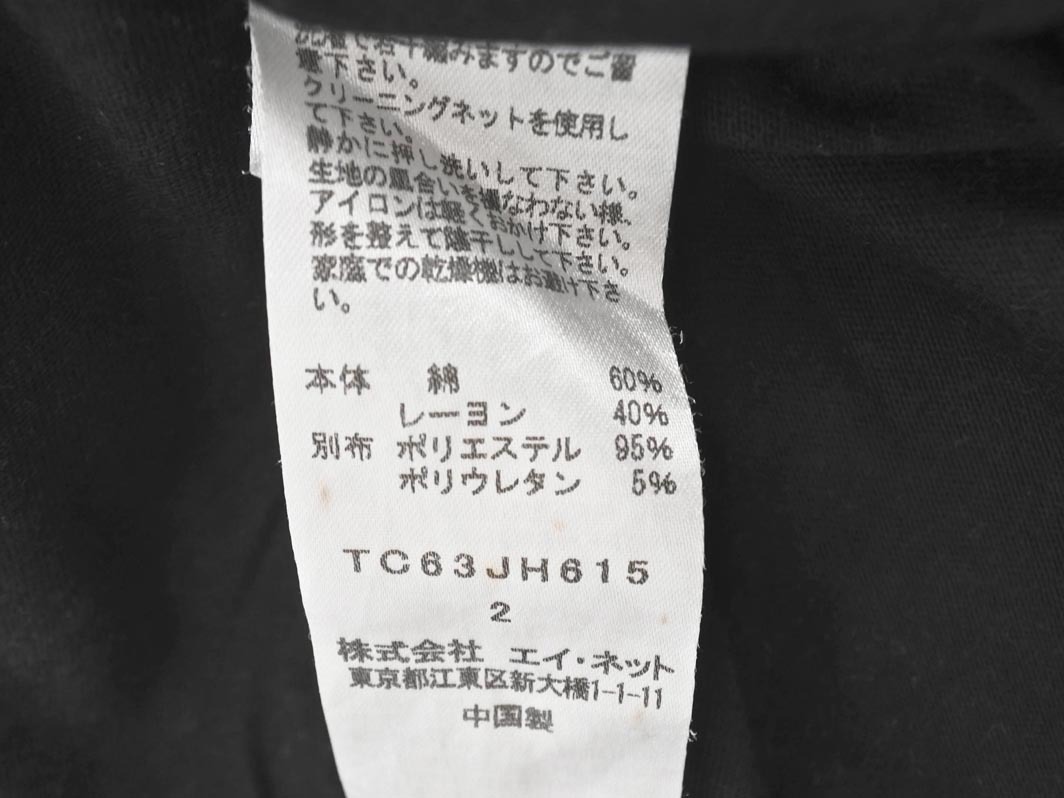 洗濯で若干縮みますのでご留
意下さい。
クリーニングネットを使用し
て下さい。
静かに押し洗いして下さい。
生地の風合いを損なわない様、
アイロンは軽くおかけ下さい。
形を整えて陰干しして下さい。
家庭での乾燥機はお避け下さ
い。
本体 綿 60%
レーヨン 40%
別布 ポリエステル 95%
ポリウレタン 5%
TC63JH615
2
株式会社 エイ・ネット
東京都江東区新大橋1-1-11
中国製